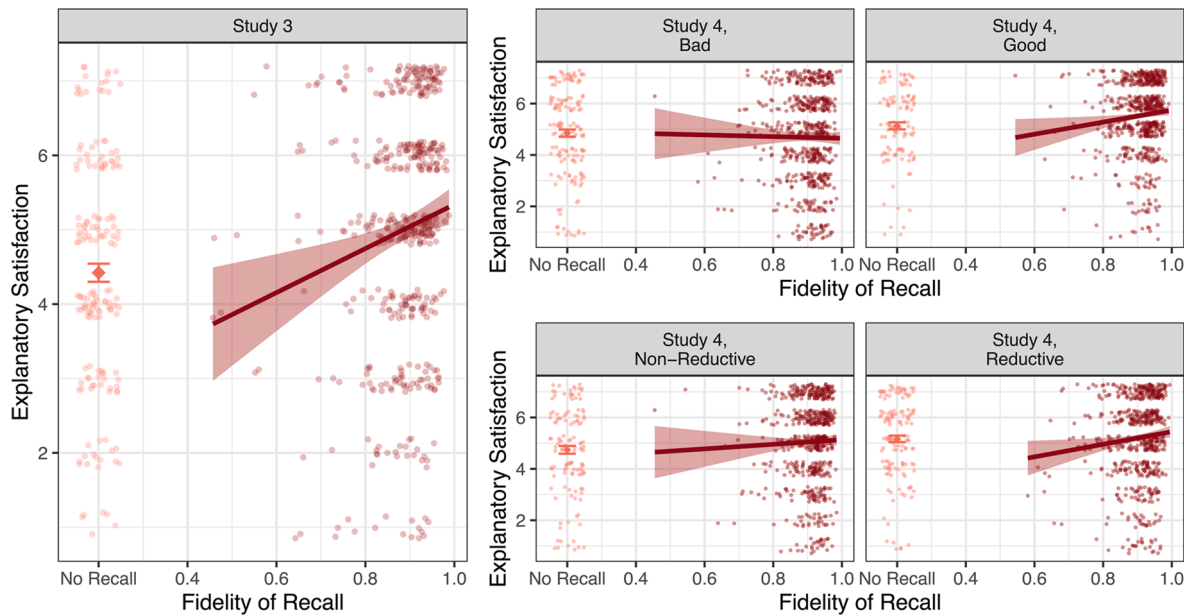 Study 3
Explanatory Satisfaction
6
4
2
No Recall 0.4 0.6 0.8 1.0
Fidelity of Recall
Study 4,
Bad
Study 4,
Good
Explanatory Satisfaction
6
4
2
No Recall 0.4 0.6 0.8 1.0
No Recall 0.4 0.6 0.8 1.0
Fidelity of Recall
Study 4,
Non−Reductive
Study 4,
Reductive
Explanatory Satisfaction
6
4
2
No Recall 0.4 0.6 0.8 1.0
No Recall 0.4 0.6 0.8 1.0
Fidelity of Recall